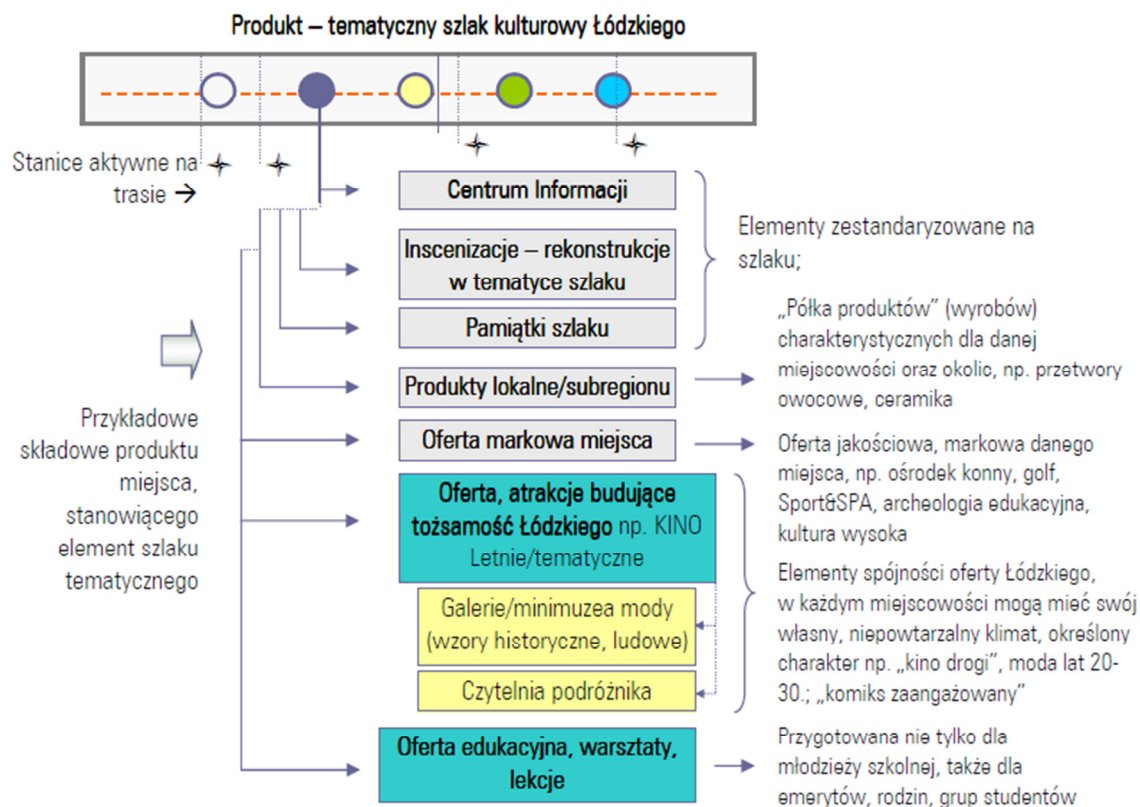 Produkt – tematyczny szlak kulturowy Łódzkiego
Stanice aktywne na
trasie →
Centrum Informacji
Inscenizacje – rekonstrukcje
w tematyce szlaku
Pamiątki szlaku
Elementy zestandaryzowane na
szlaku;
Produkty lokalne/subregionu
„Półka produktów” (wyrobów)
charakterystycznych dla danej
miejscowości oraz okolic, np. przetwory
owocowe, ceramika
Przykładowe
składowe produktu
miejsca,
stanowiącego
element szlaku
tematycznego
Oferta markowa miejsca
Oferta jakościowa, markowa danego
miejsca, np. ośrodek konny, golf,
Sport&SPA, archeologia edukacyjna,
kultura wysoka
Oferta, atrakcje budujące
tożsamość Łódzkiego np. KINO
Letnie/tematyczne
Galerie/minimuzea mody
(wzory historyczne, ludowe)
Czytelnia podróżnika
Elementy spójności oferty Łódzkiego,
w każdym miejscowości mogą mieć swój
własny, niepowtarzalny klimat, określony
charakter np. „kino drogi”, moda lat 20-
30.; „komiks zaangażowany”
Oferta edukacyjna, warsztaty,
lekcje
Przygotowana nie tylko dla
młodzieży szkolnej, także dla
emerytów, rodzin, grup studentów